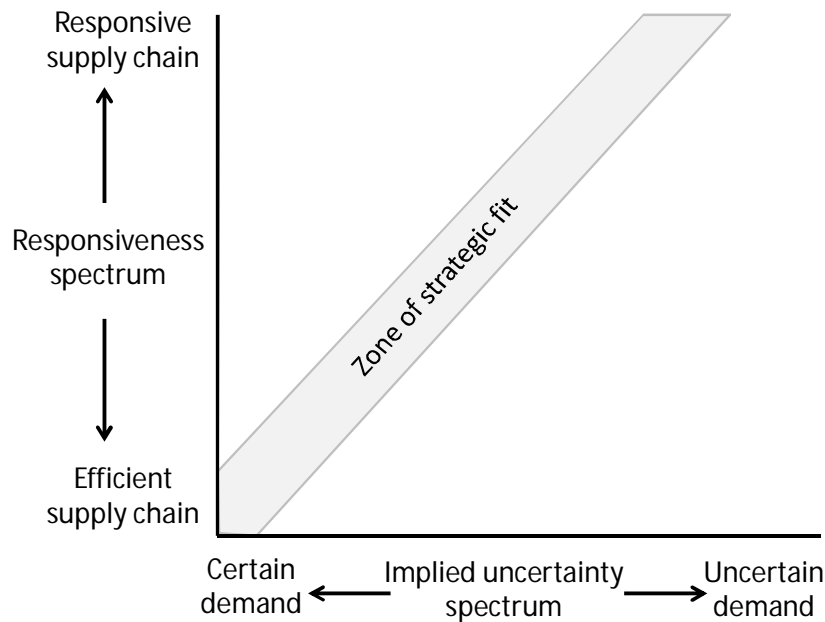 Responsive
supply chain
Responsiveness
spectrum
Zone of strategic fit
Efficient
supply chain
Certain
demand
Implied uncertainty
spectrum
Uncertain
demand